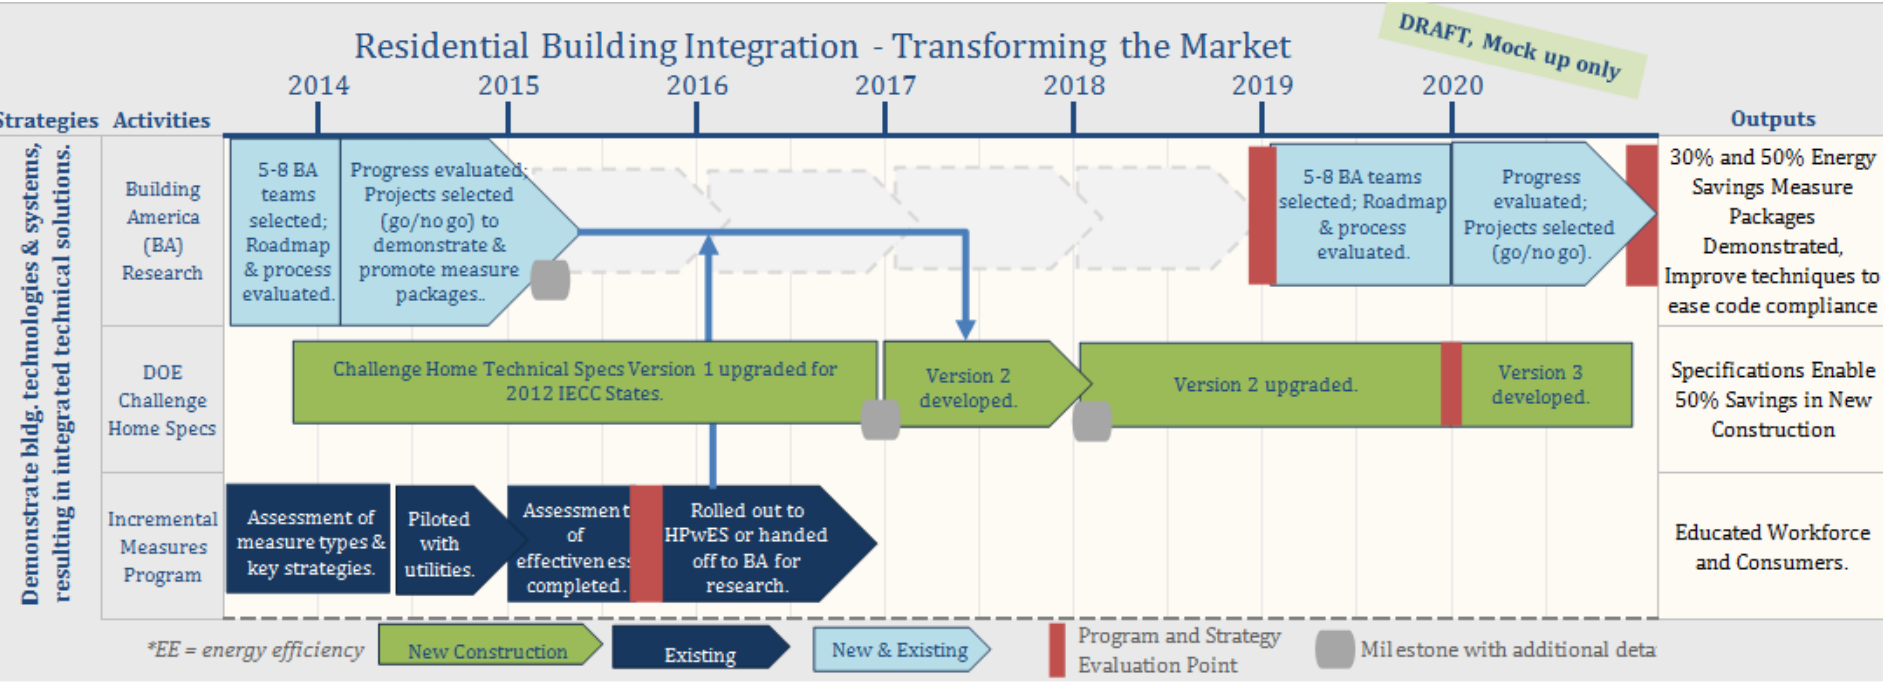 Residential Building Integration - Transforming the Market
DRAFT, Mock up only
2014 2015 2016 2017 2018 2019 2020
Strategies Activities Outputs
Demonstrate bldg. technologies & systems,
resulting in integrated technical solutions.
Building
America
(BA)
Research
5-8 BA
teams
selected;
Roadmap
& process
evaluated.
Progress evaluated;
Projects selected
(go/no go) to
demonstrate &
promote measure
packages..
5-8 BA teams
selected; Roadmap
& process
evaluated.
Progress
evaluated;
Projects selected
(go/no go).
30% and 50% Energy
Savings Measure
Packages
Demonstrated,
Improve techniques to
ease code compliance
DOE
Challenge
Home Specs
Challenge Home Technical Specs Version 1 upgraded for
2012 IECC States.
Version 2
developed.
Version 2 upgraded.
Version 3
developed.
Specifications Enable
50% Savings in New
Construction
Incremental
Measures
Program
Assessment of
measure types &
key strategies.
Piloted
with
utilities.
Assessment
of
effectiveness
completed.
Rolled out to
HPwES or handed
off to BA for
research.
Educated Workforce
and Consumers.
*EE = energy efficiency
New Construction
Existing
New & Existing
Program and Strategy
Evaluation Point
Milestone with additional deta